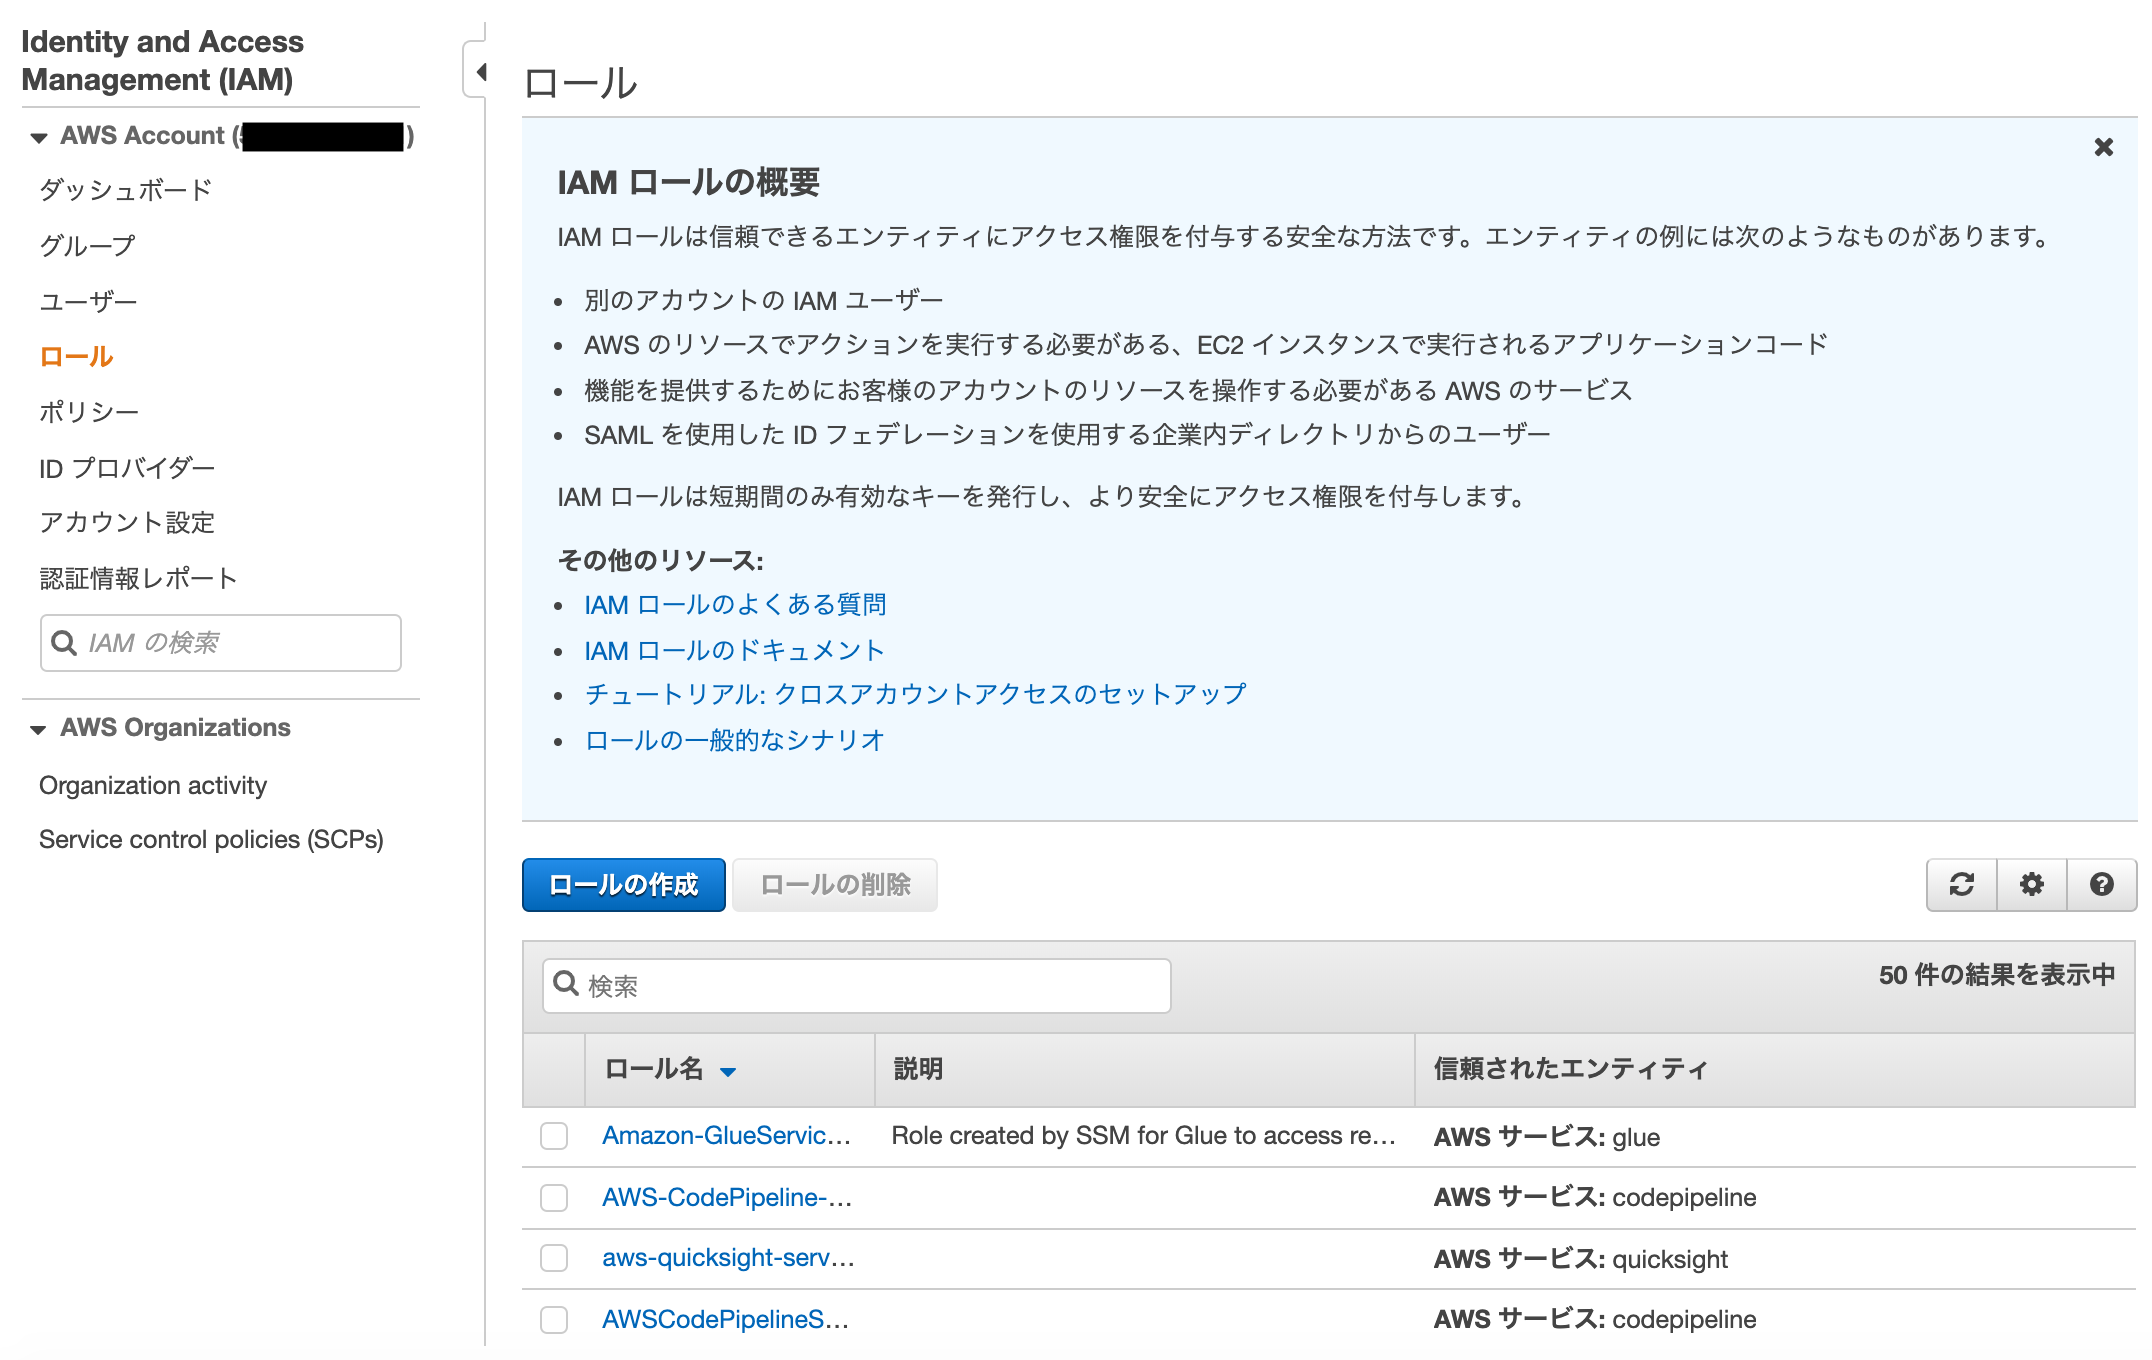 Identity and Access
Management (IAM)
AWS Account ( )
ダッシュボード
グループ
ユーザー
ロール
ポリシー
ID プロバイダー
アカウント設定
認証情報レポート
IAM の検索
AWS Organizations
Organization activity
Service control policies (SCPs)
ロール
IAM ロールの概要
IAM ロールは信頼できるエンティティにアクセス権限を付与する安全な方法です。エンティティの例には次のようなものがあります。
• 別のアカウントの IAM ユーザー
• AWS のリソースでアクションを実行する必要がある、EC2 インスタンスで実行されるアプリケーションコード
• 機能を提供するためにお客様のアカウントのリソースを操作する必要がある AWS のサービス
• SAML を使用した ID フェデレーションを使用する企業内ディレクトリからのユーザー
IAM ロールは短期間のみ有効なキーを発行し、より安全にアクセス権限を付与します。
その他のリソース:
• IAM ロールのよくある質問
• IAM ロールのドキュメント
• チュートリアル: クロスアカウントアクセスのセットアップ
• ロールの一般的なシナリオ
ロールの作成 ロールの削除
検索 50 件の結果を表示中
ロール名 説明 信頼されたエンティティ
Amazon-GlueServic... Role created by SSM for Glue to access re... AWS サービス: glue
AWS-CodePipeline-... AWS サービス: codepipeline
aws-quicksight-serv... AWS サービス: quicksight
AWSCodePipelineS... AWS サービス: codepipeline